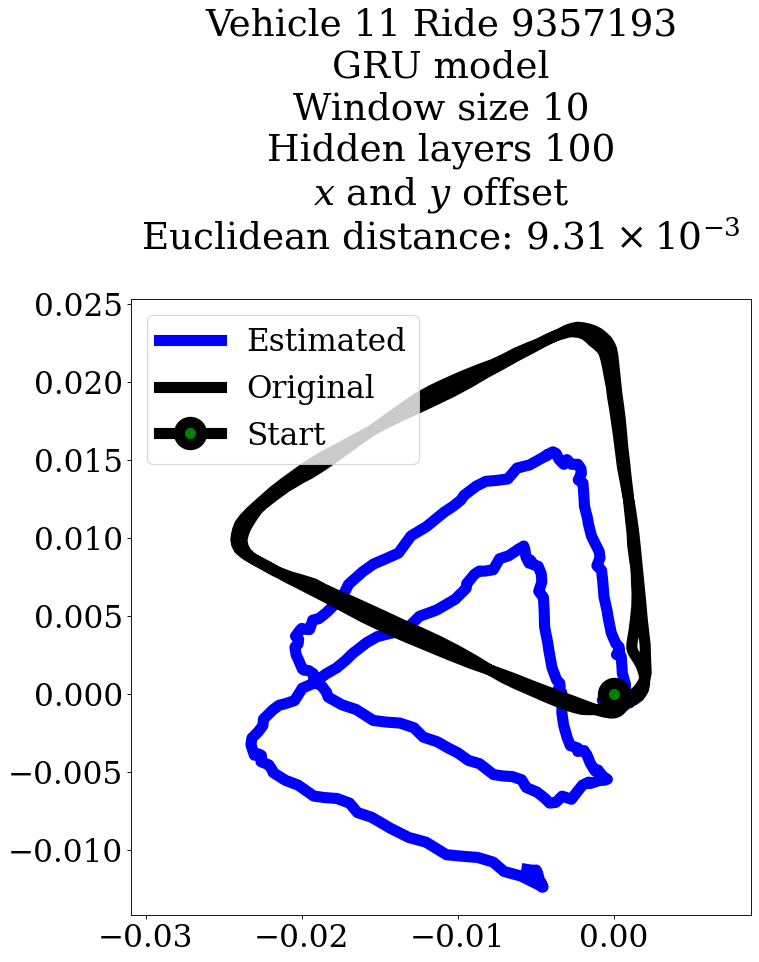 Vehicle 11 Ride 9357193
GRU model
Window size 10
Hidden layers 100
x and y offset
Euclidean distance: 9.31 × 10⁻³
Estimated
Original
Start
0.025
0.020
0.015
0.010
0.005
0.000
−0.005
−0.010
−0.03 −0.02 −0.01 0.00